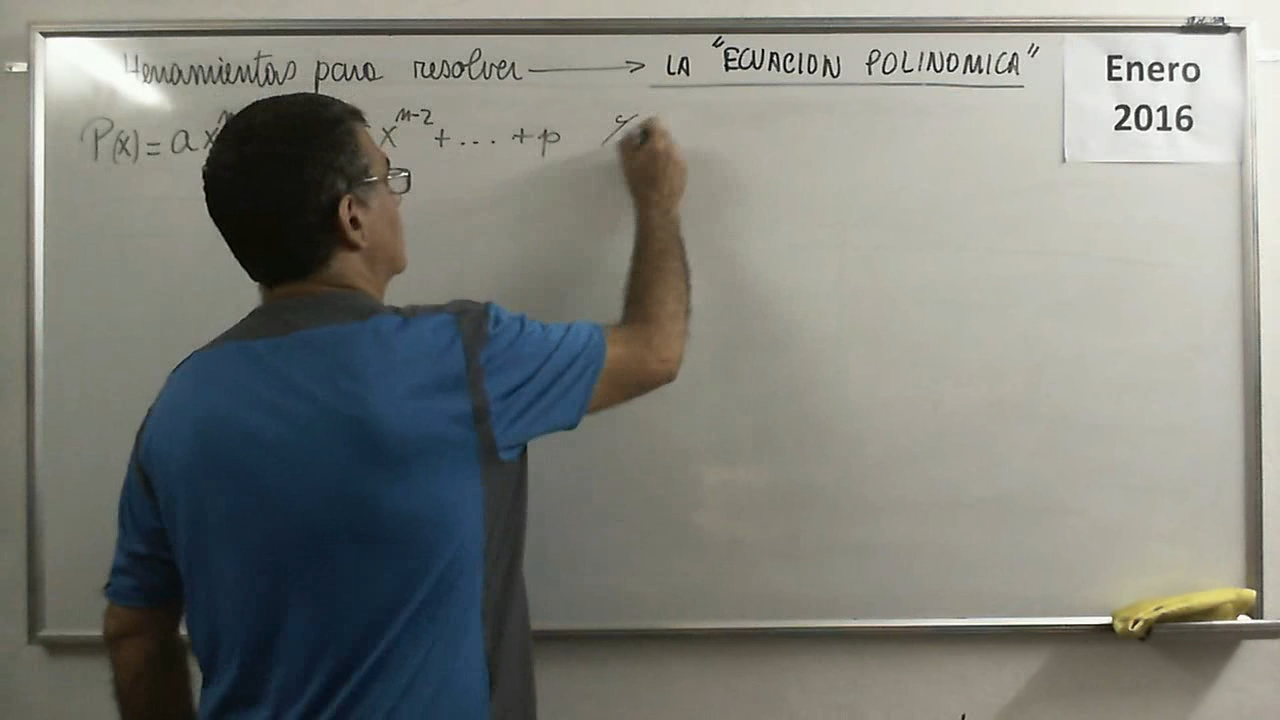 Herramientas para resolver → LA "ECUACION POLINOMICA"
Enero
2016
P(x) = a x x^{n-2} + ... + p